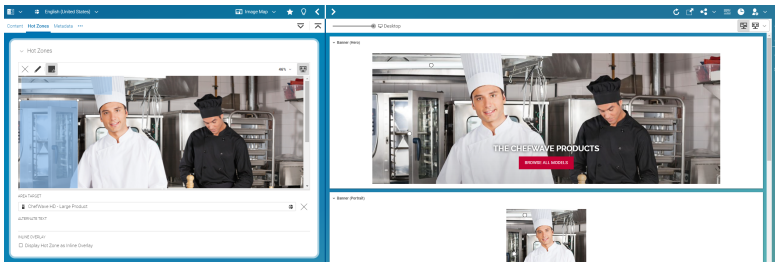 English (United States)
Image Map
Content Hot Zones Metadata
Desktop
Hot Zones
Banner (Hero)
THE CHEFWAVE PRODUCTS
BROWSE ALL MODELS
AREA TARGET
ChefWave-HD - Large Product
ALTERNATE TEXT
INLINE OVERLAY
Display Hot Zone as Inline Overlay
Banner (Portrait)